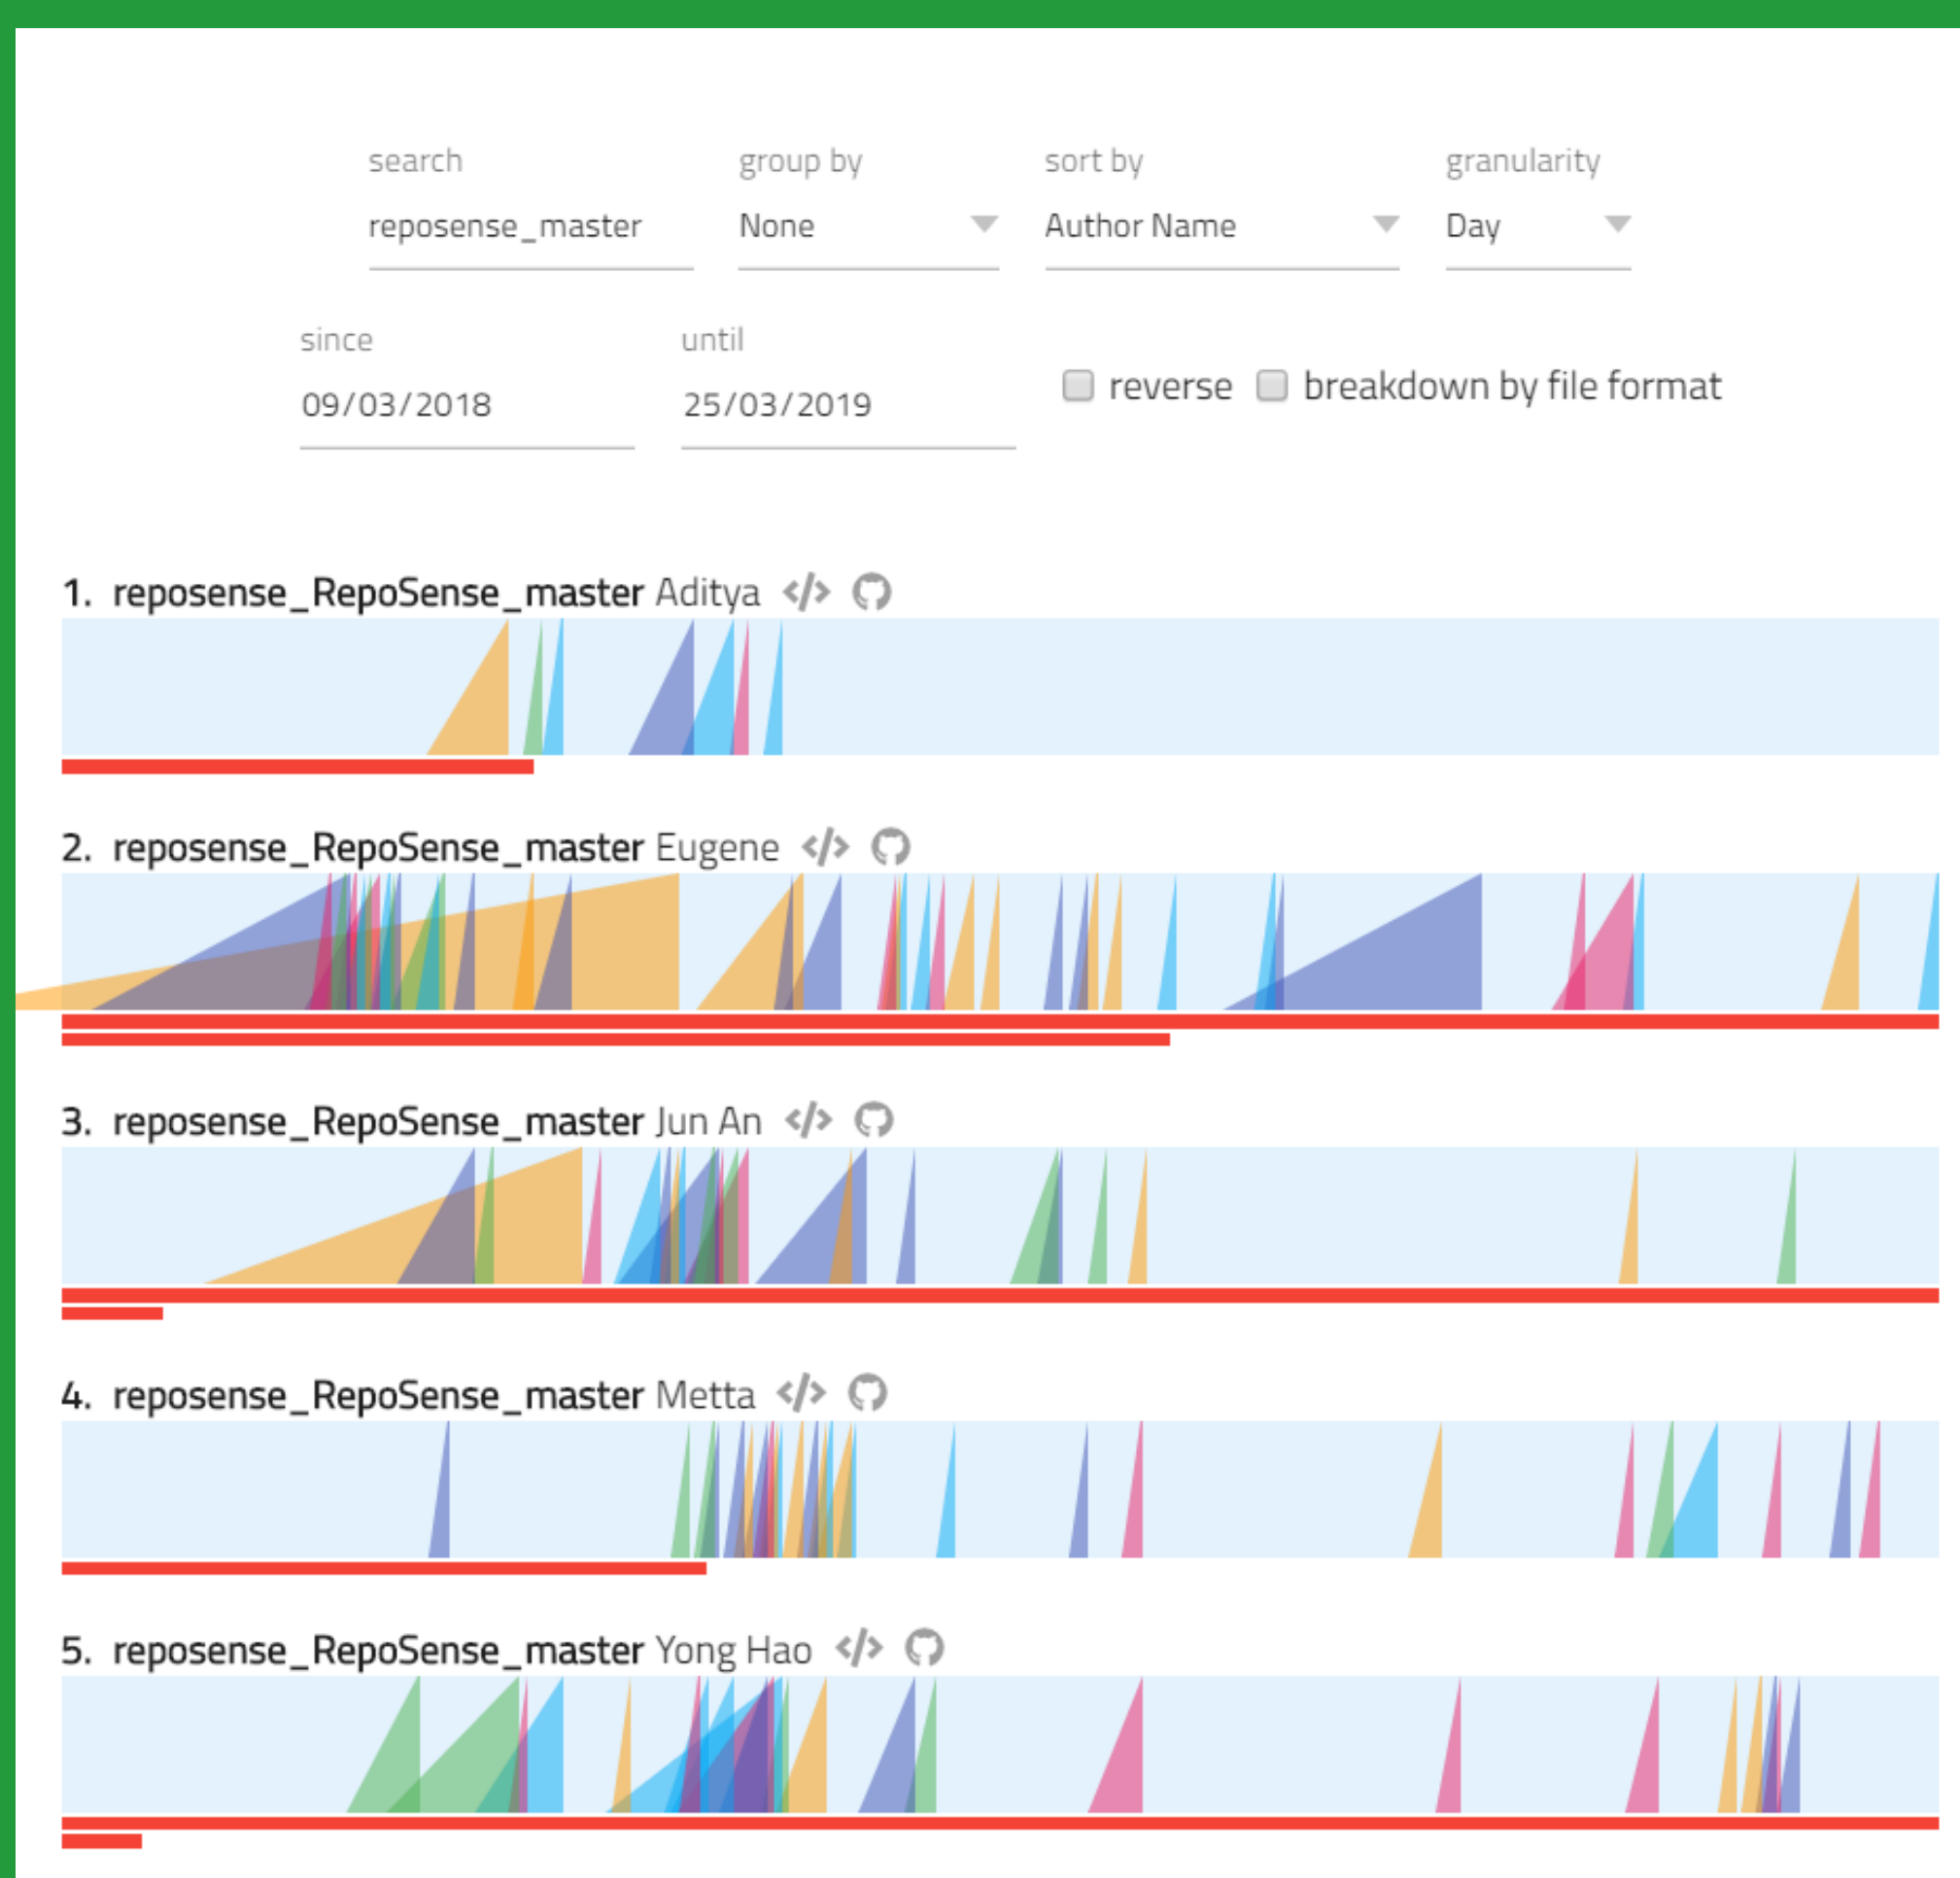 search group by sort by granularity
reposense_master None Author Name Day
since until
09/03/2018 25/03/2019 reverse breakdown by file format
1. reposense_RepoSense_master Aditya </>
2. reposense_RepoSense_master Eugene </>
3. reposense_RepoSense_master Jun An </>
4. reposense_RepoSense_master Metta </>
5. reposense_RepoSense_master Yong Hao </>